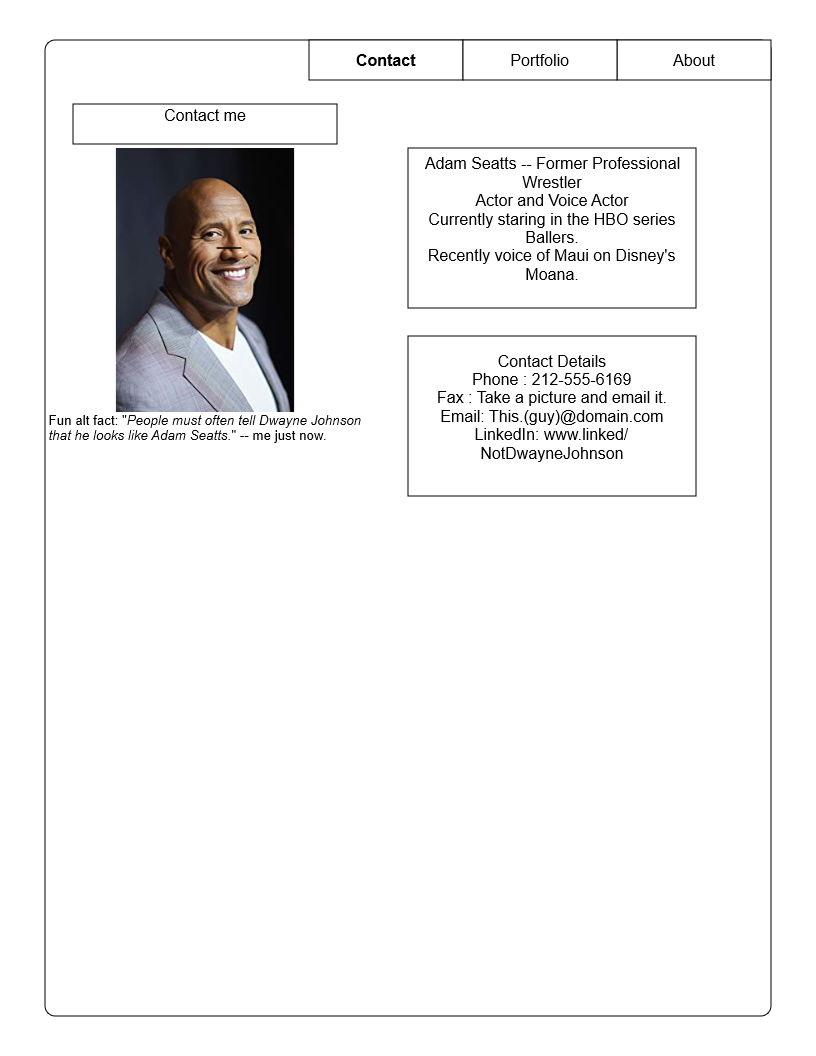 Contact Portfolio About
Contact me
Adam Seatts -- Former Professional
Wrestler
Actor and Voice Actor
Currently staring in the HBO series
Ballers.
Recently voice of Maui on Disney's
Moana.
Contact Details
Phone : 212-555-6169
Fax : Take a picture and email it.
Email: This.(guy)@domain.com
LinkedIn: www.linked/
NotDwayneJohnson
Fun alt fact: "People must often tell Dwayne Johnson
that he looks like Adam Seatts." -- me just now.